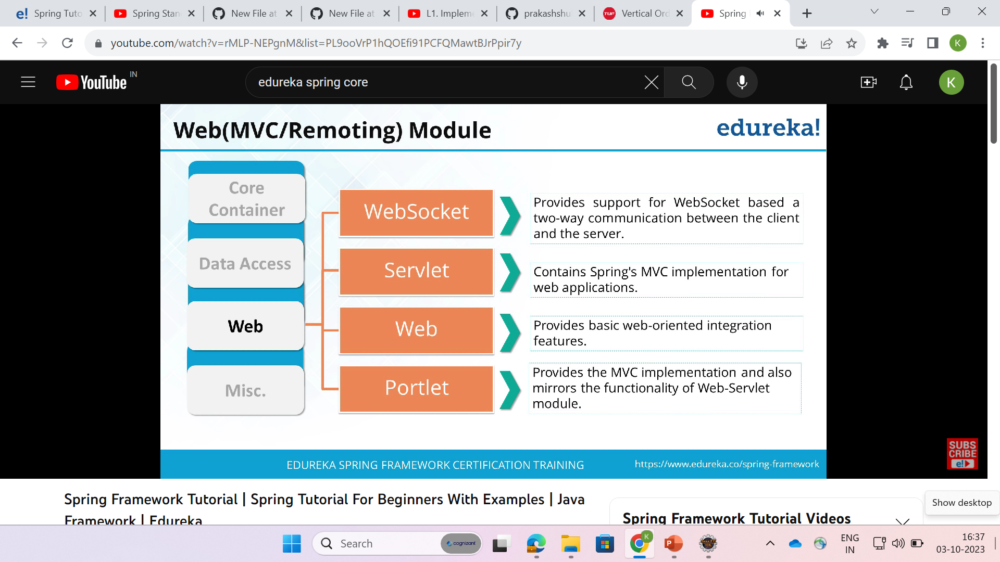 e! Spring Tuto
Spring Stan
New File at
New File at
L1. Impleme
prakashshu
TUF Vertical Ord
Spring
youtube.com/watch?v=rMLP-NEPgnM&list=PL9ooVrP1hQOEfi91PCFQMawtBJrPpir7y
K
YouTube IN
edureka spring core
K
Web(MVC/Remoting) Module
edureka!
Core
Container
Data Access
Web
Misc.
WebSocket
Provides support for WebSocket based a
two-way communication between the client
and the server.
Servlet
Contains Spring's MVC implementation for
web applications.
Web
Provides basic web-oriented integration
features.
Portlet
Provides the MVC implementation and also
mirrors the functionality of Web-Servlet
module.
SUBS
CRIBE
e!
EDUREKA SPRING FRAMEWORK CERTIFICATION TRAINING
https://www.edureka.co/spring-framework
Spring Framework Tutorial | Spring Tutorial For Beginners With Examples | Java
Framework | Edureka
Spring Framework Tutorial Videos
Show desktop
Search
cognizant
K
P
Java EE
IDE
ENG
IN
16:37
03-10-2023